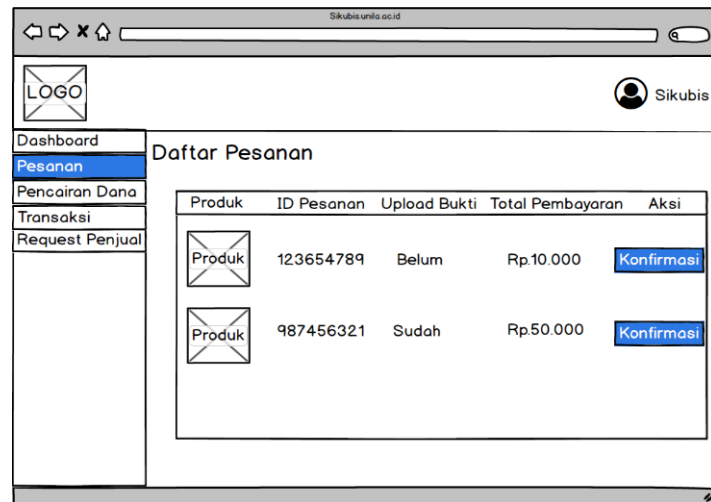 Sikubis.unila.ac.id
LOGO
Sikubis
Dashboard
Pesanan
Pencairan Dana
Transaksi
Request Penjual
Daftar Pesanan
Produk ID Pesanan Upload Bukti Total Pembayaran Aksi
Produk 123654789 Belum Rp.10.000 Konfirmasi
Produk 987456321 Sudah Rp.50.000 Konfirmasi